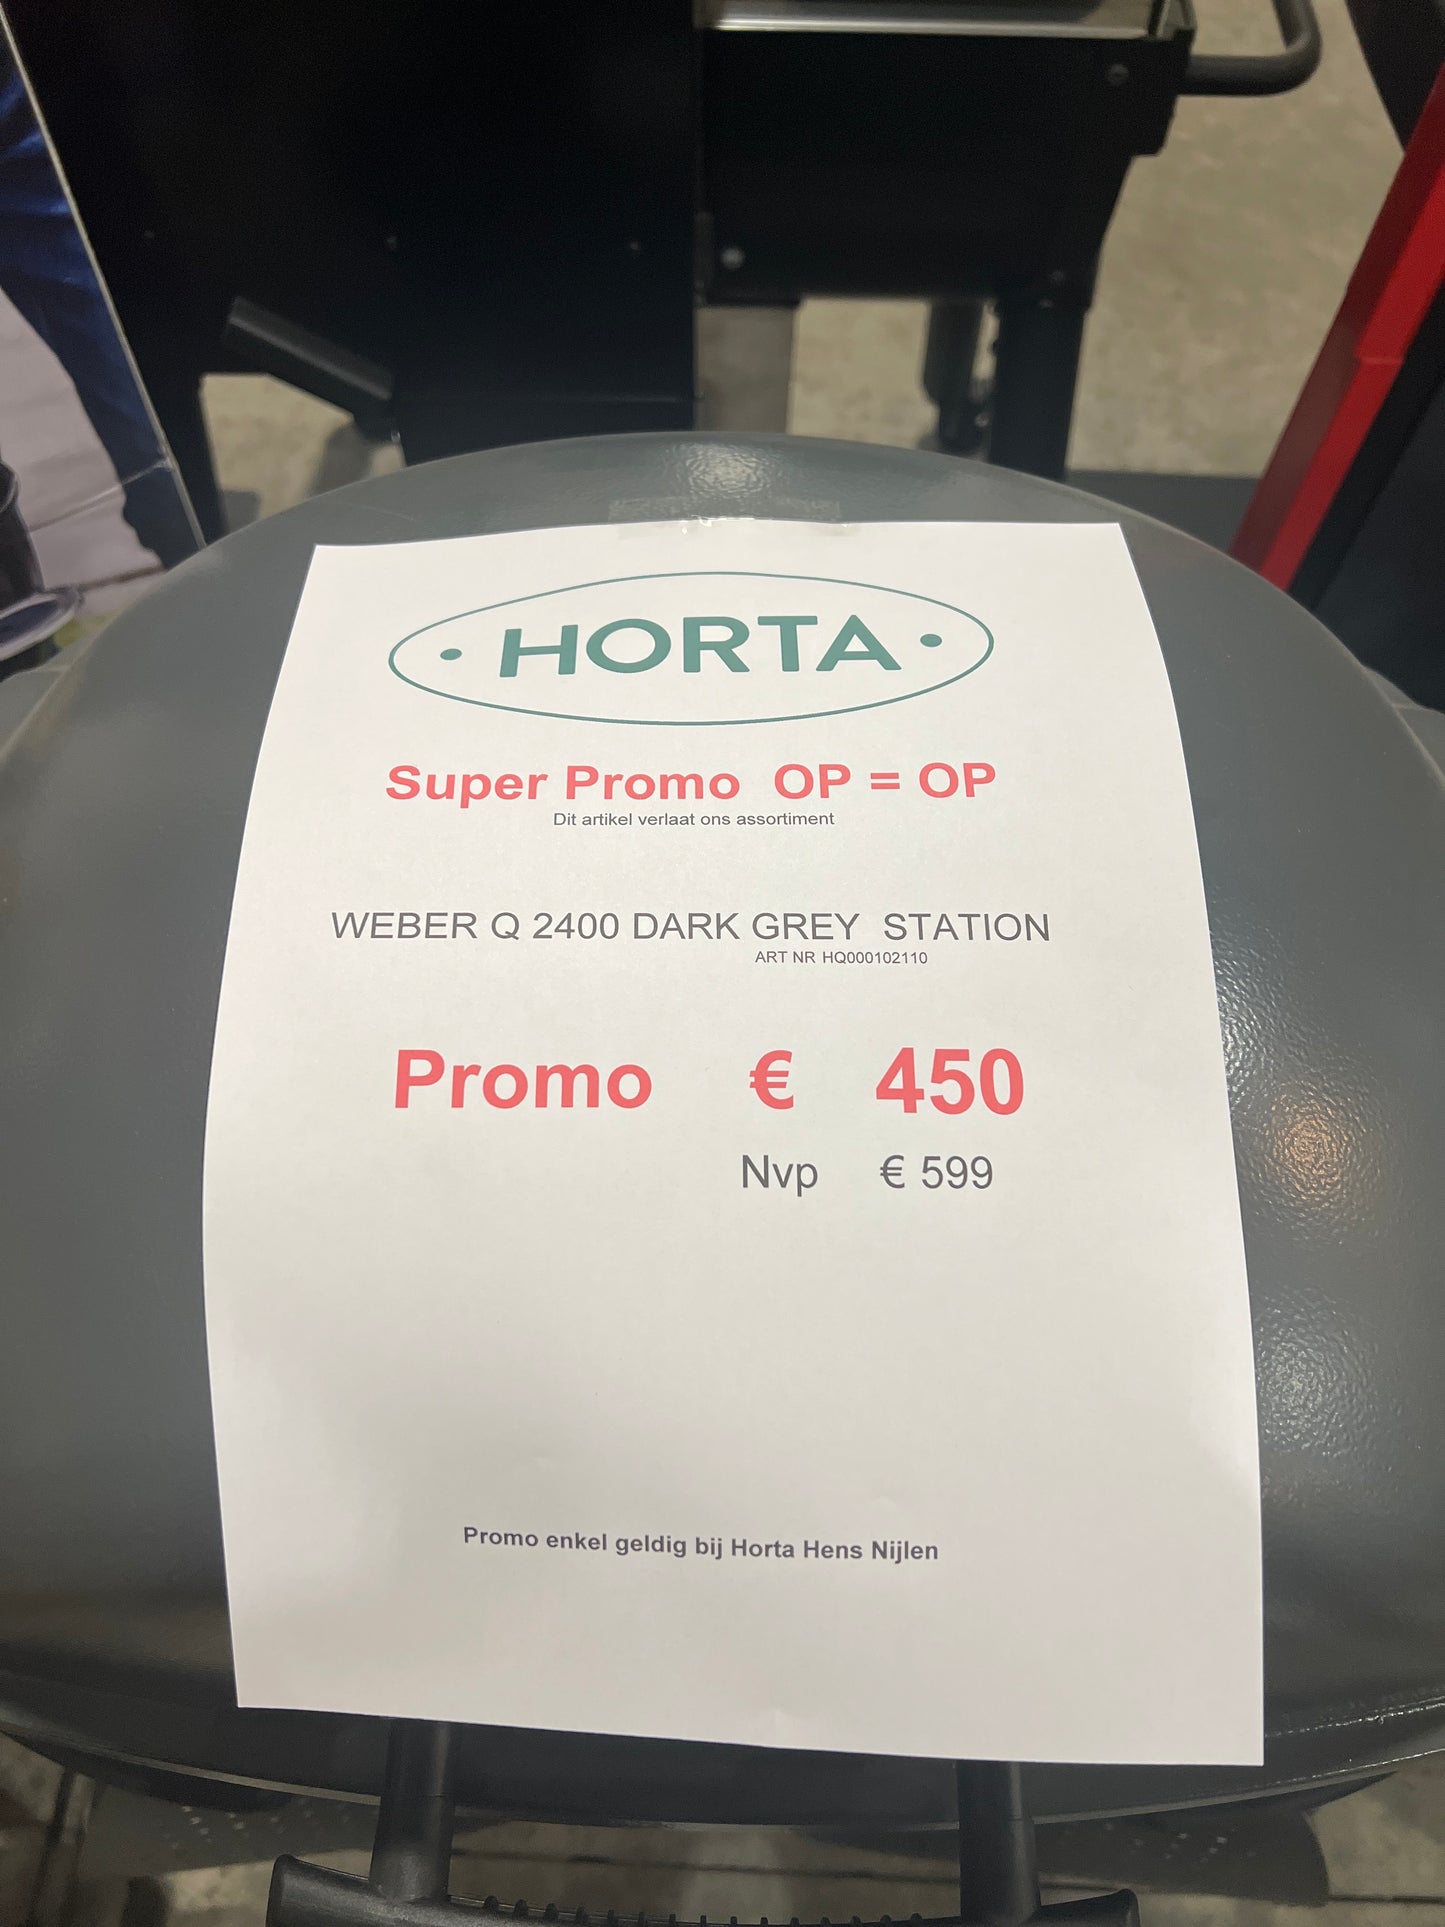 HORTA
Super Promo OP = OP
Dit artikel verlaat ons assortiment
WEBER Q 2400 DARK GREY STATION
ART NR HQ000102110
Promo € 450
Nvp € 599
Promo enkel geldig bij Horta Hens Nijlen